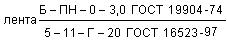 лента
Б – ПН – 0 – 3,0 ГОСТ 19904-74
5 – 11 – Г – 20 ГОСТ 16523-97